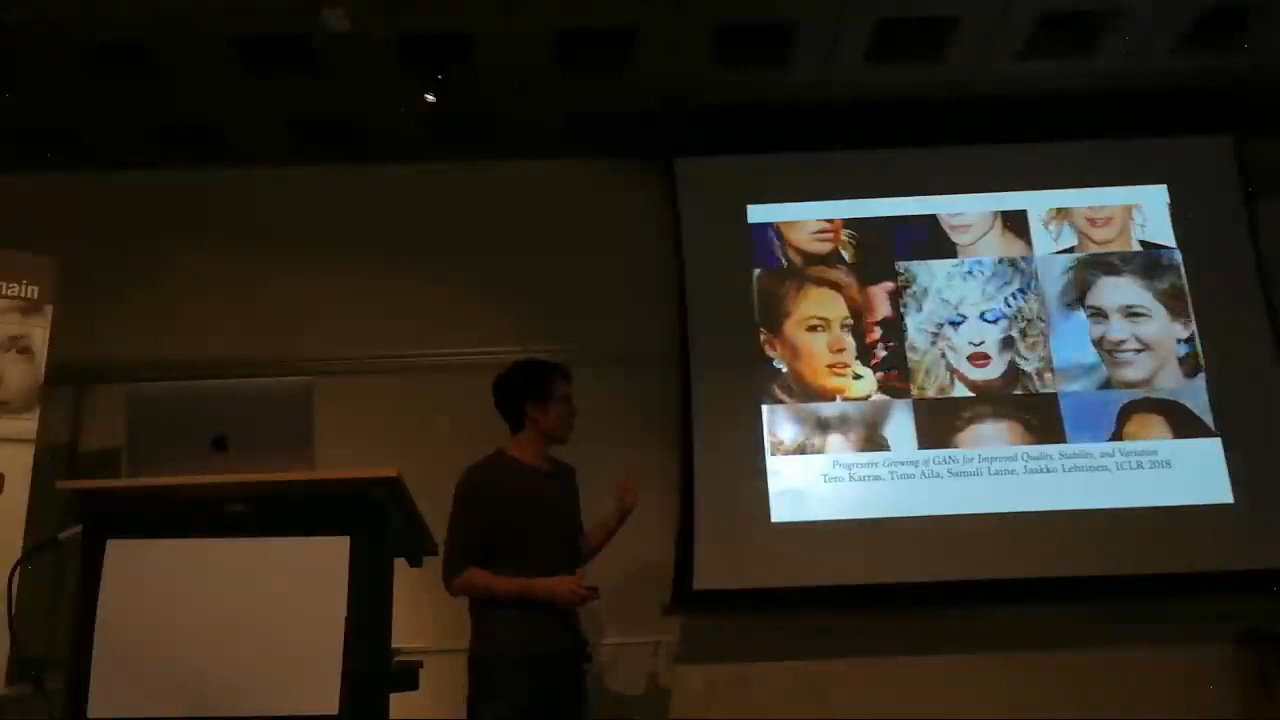 nain
Progressive Growing of GANs for Improved Quality, Stability, and Variation
Tero Karras, Timo Aila, Samuli Laine, Jaakko Lehtinen, ICLR 2018